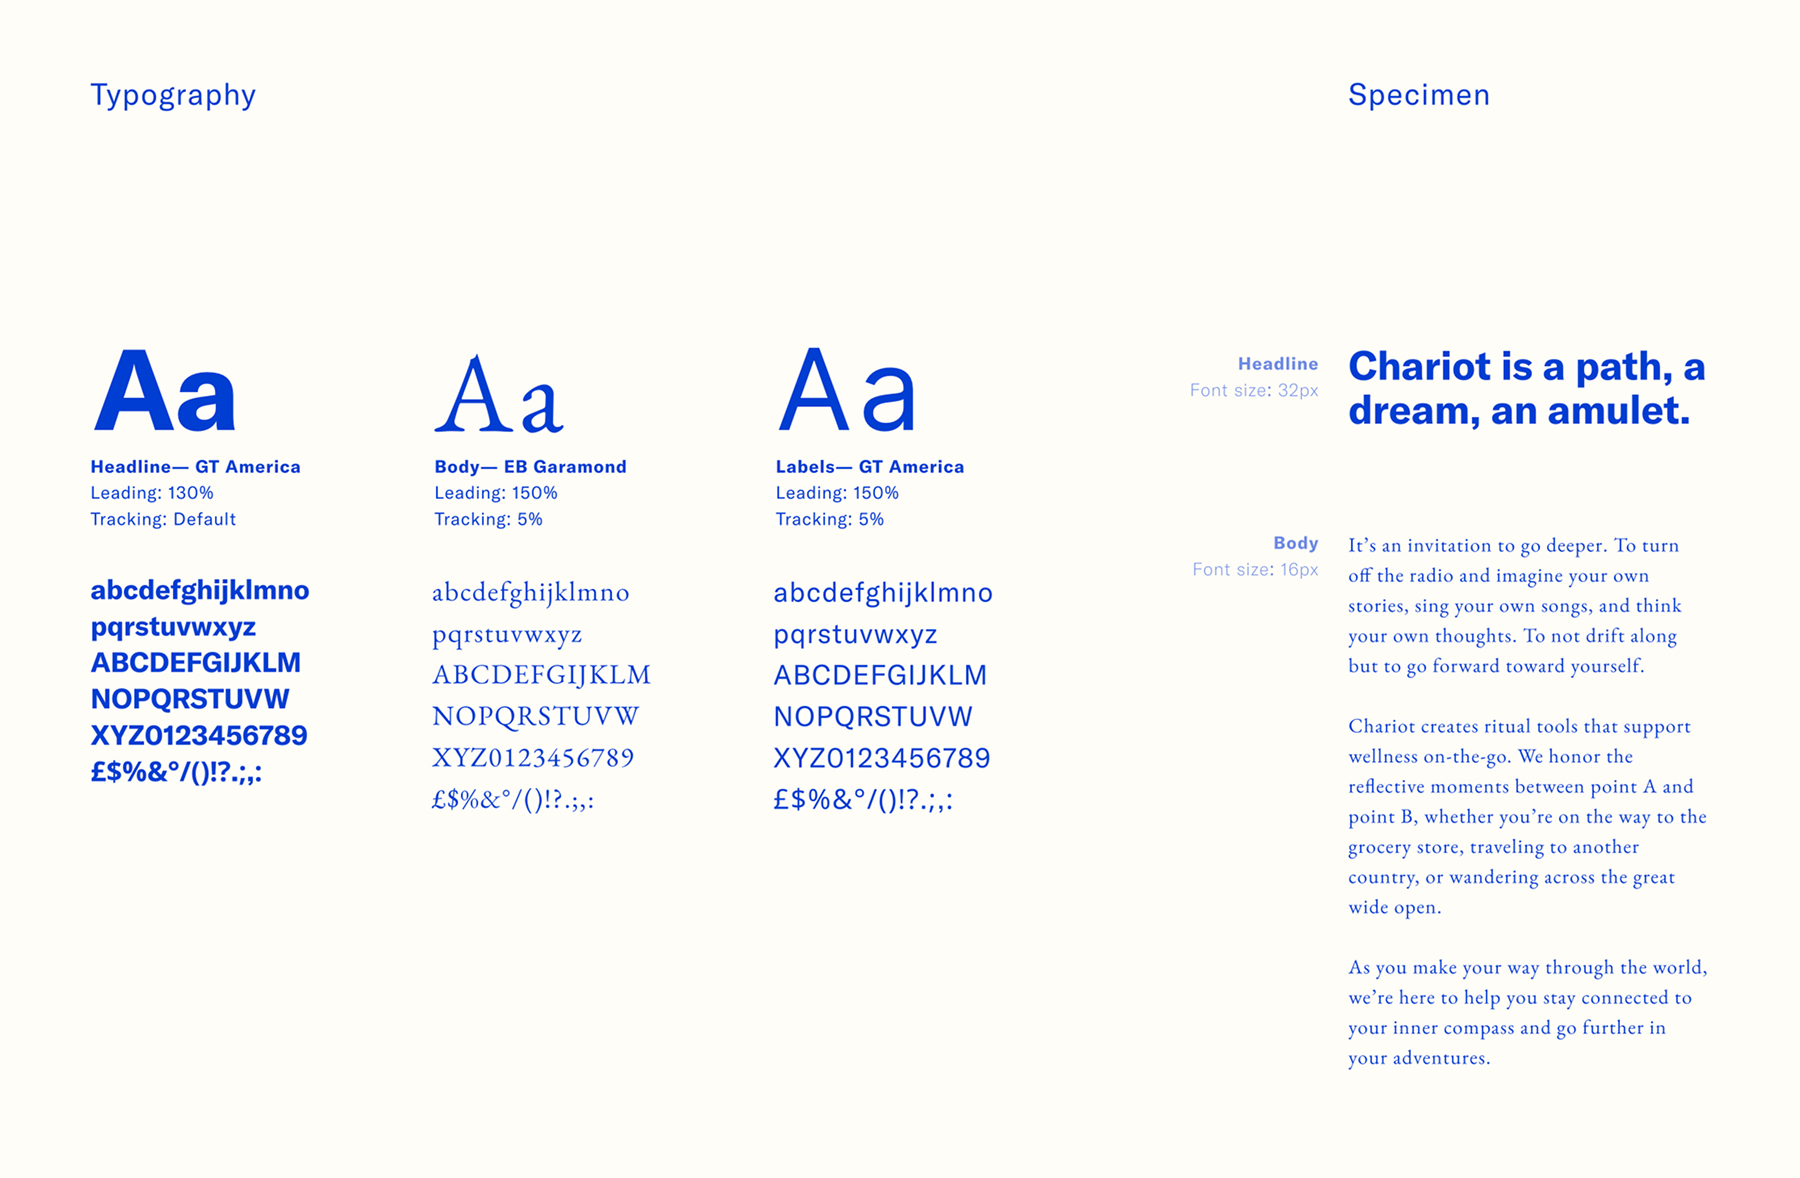 Typography
Aa
Headline— GT America
Leading: 130%
Tracking: Default
abcdefghijklmno
pqrstuvwxyz
ABCDEFGIJKLM
NOPQRSTUVW
XYZ0123456789
£$%&°/()!?.;,:
Aa
Body— EB Garamond
Leading: 150%
Tracking: 5%
abcdefghijklmno
pqrstuvwxyz
ABCDEFGIJKLM
NOPQRSTUVW
XYZ0123456789
£$%&°/()!?.;,:
Aa
Labels— GT America
Leading: 150%
Tracking: 5%
abcdefghijklmno
pqrstuvwxyz
ABCDEFGIJKLM
NOPQRSTUVW
XYZ0123456789
£$%&°/()!?.;,:
Specimen
Headline
Font size: 32px
Chariot is a path, a
dream, an amulet.
Body
Font size: 16px
It’s an invitation to go deeper. To turn
off the radio and imagine your own
stories, sing your own songs, and think
your own thoughts. To not drift along
but to go forward toward yourself.
Chariot creates ritual tools that support
wellness on-the-go. We honor the
reflective moments between point A and
point B, whether you’re on the way to the
grocery store, traveling to another
country, or wandering across the great
wide open.
As you make your way through the world,
we’re here to help you stay connected to
your inner compass and go further in
your adventures.